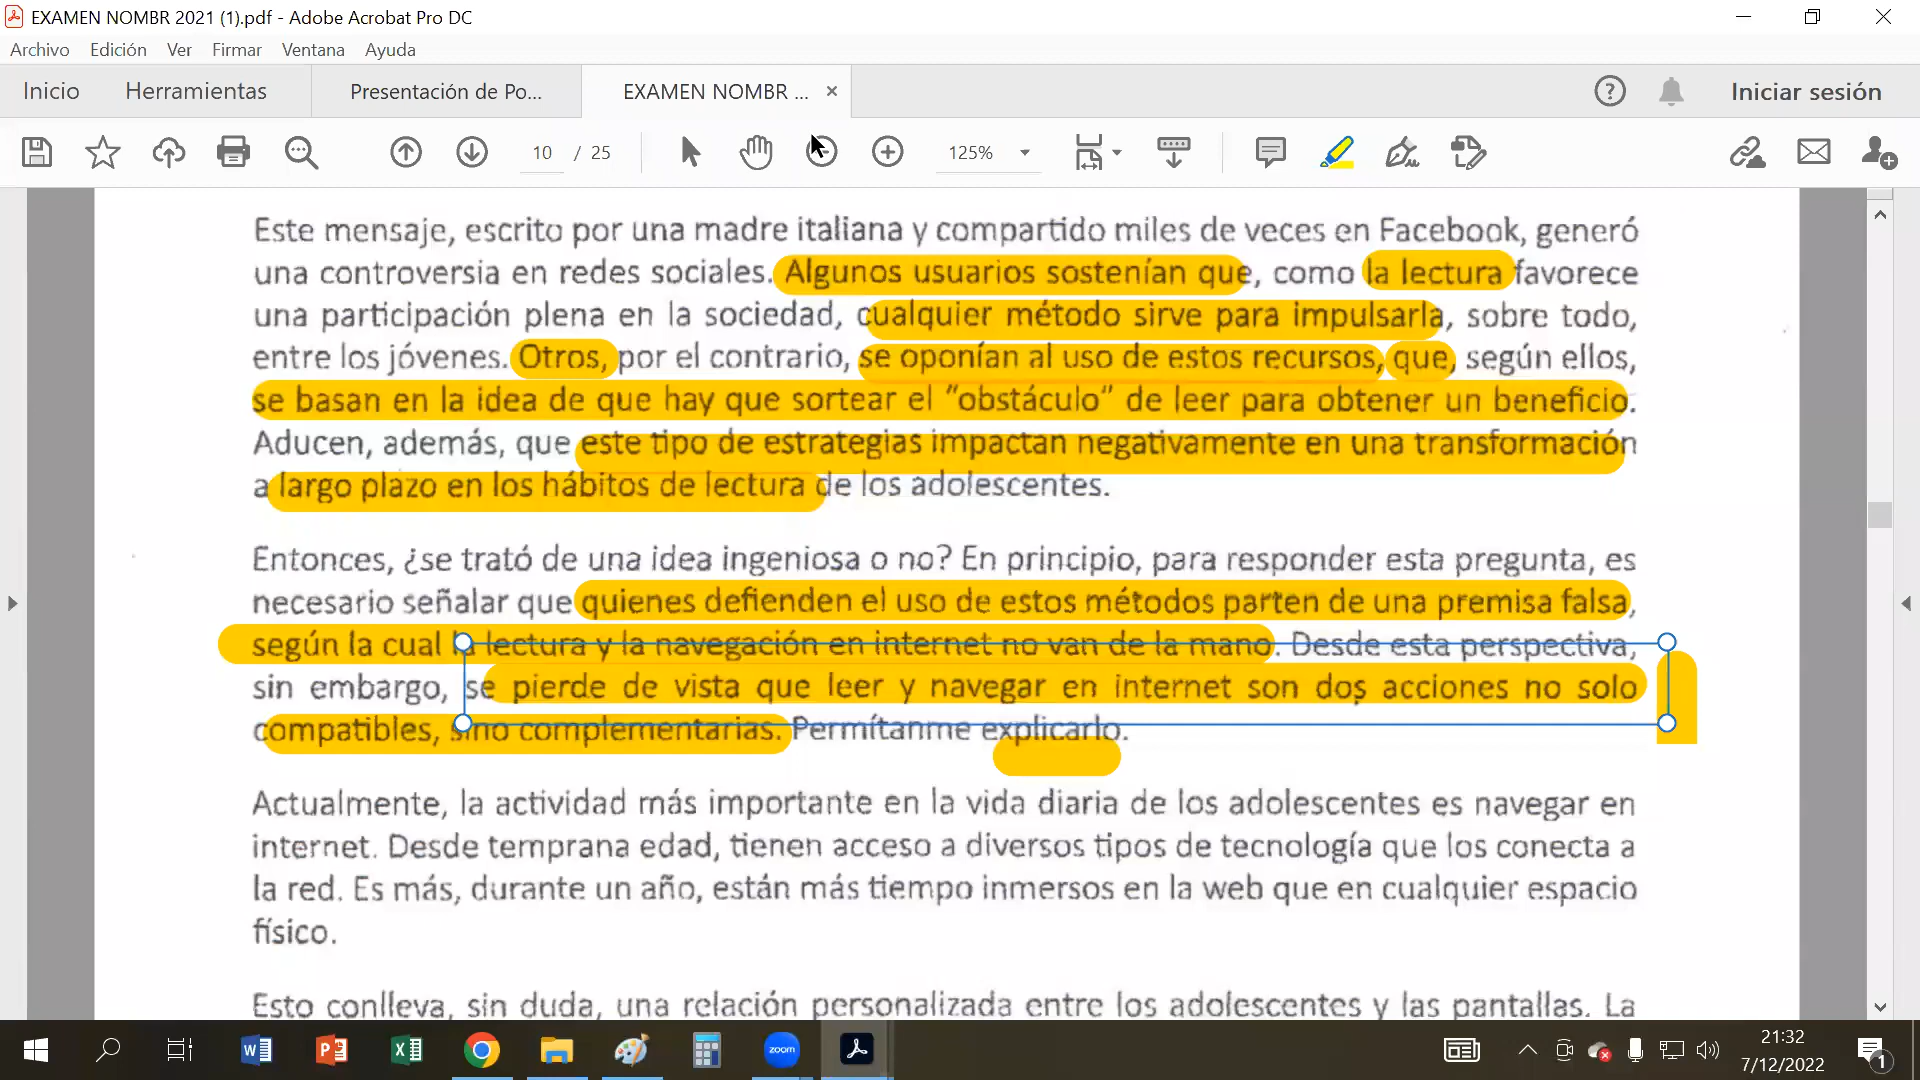 EXAMEN NOMBR 2021 (1).pdf - Adobe Acrobat Pro DC
Archivo Edición Ver Firmar Ventana Ayuda
Inicio Herramientas Presentación de Po... EXAMEN NOMBR ... × Iniciar sesión
10 / 25 125%
Este mensaje, escrito por una madre italiana y compartido miles de veces en Facebook, generó
una controversia en redes sociales. Algunos usuarios sostenían que, como la lectura favorece
una participación plena en la sociedad, cualquier método sirve para impulsarla, sobre todo,
entre los jóvenes. Otros, por el contrario, se oponían al uso de estos recursos, que, según ellos,
se basan en la idea de que hay que sortear el "obstáculo" de leer para obtener un beneficio.
Aducen, además, que este tipo de estrategias impactan negativamente en una transformación
a largo plazo en los hábitos de lectura de los adolescentes.
Entonces, ¿se trató de una idea ingeniosa o no? En principio, para responder esta pregunta, es
necesario señalar que quienes defienden el uso de estos métodos parten de una premisa falsa,
según la cual la lectura y la navegación en internet no van de la mano. Desde esta perspectiva,
sin embargo, se pierde de vista que leer y navegar en internet son dos acciones no solo
compatibles, sino complementarias. Permítanme explicarlo.
Actualmente, la actividad más importante en la vida diaria de los adolescentes es navegar en
internet. Desde temprana edad, tienen acceso a diversos tipos de tecnología que los conecta a
la red. Es más, durante un año, están más tiempo inmersos en la web que en cualquier espacio
físico.
Esto conlleva, sin duda, una relación personalizada entre los adolescentes y las pantallas. La
zoom
21:32
7/12/2022
1